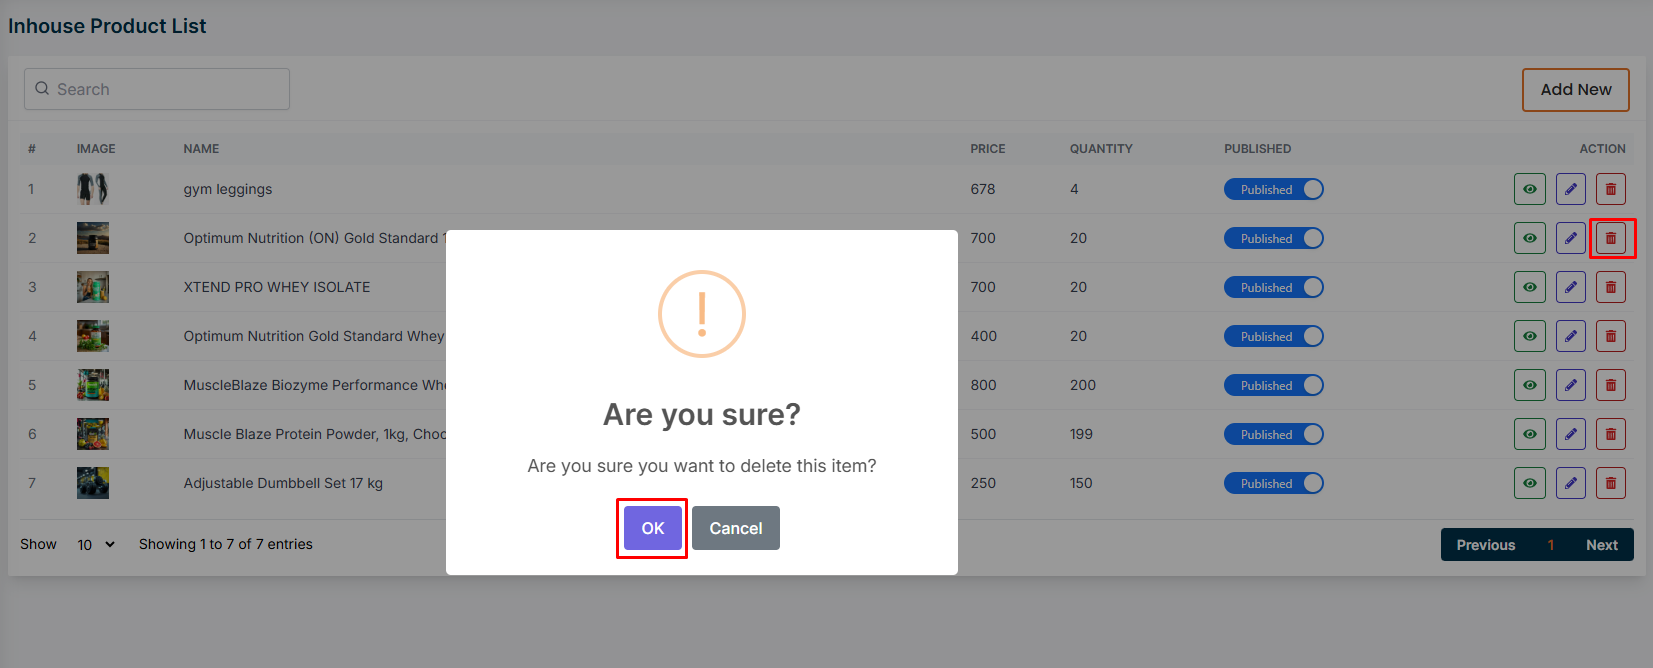 Inhouse Product List
Search
Add New
# IMAGE NAME PRICE QUANTITY PUBLISHED ACTION
1 gym leggings 678 4 Published
2 Optimum Nutrition (ON) Gold Standard 700 20 Published
3 XTEND PRO WHEY ISOLATE 700 20 Published
4 Optimum Nutrition Gold Standard Whey 400 20 Published
5 MuscleBlaze Biozyme Performance 800 200 Published
6 Muscle Blaze Protein Powder, 1kg, 500 199 Published
7 Adjustable Dumbbell Set 17 kg 250 150 Published
Are you sure?
Are you sure you want to delete this item?
OK Cancel
Show 10 Showing 1 to 7 of 7 entries Previous 1 Next